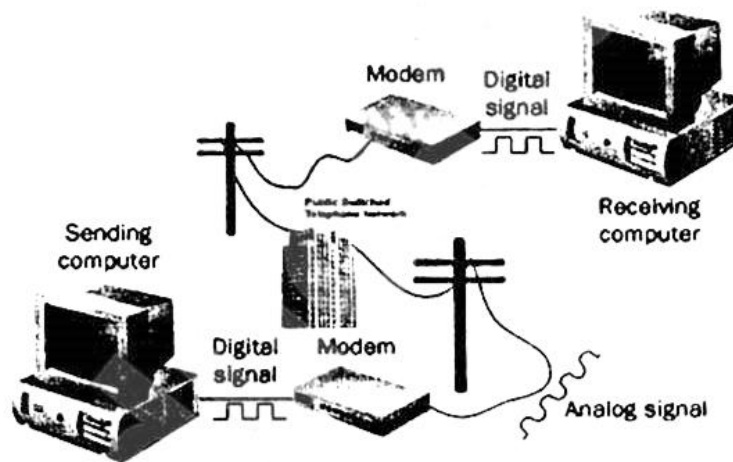 Modem
Digital
signal
Public Switched
Telephone Network
Receiving
computer
Sending
computer
Digital
signal
Modem
Analog signal